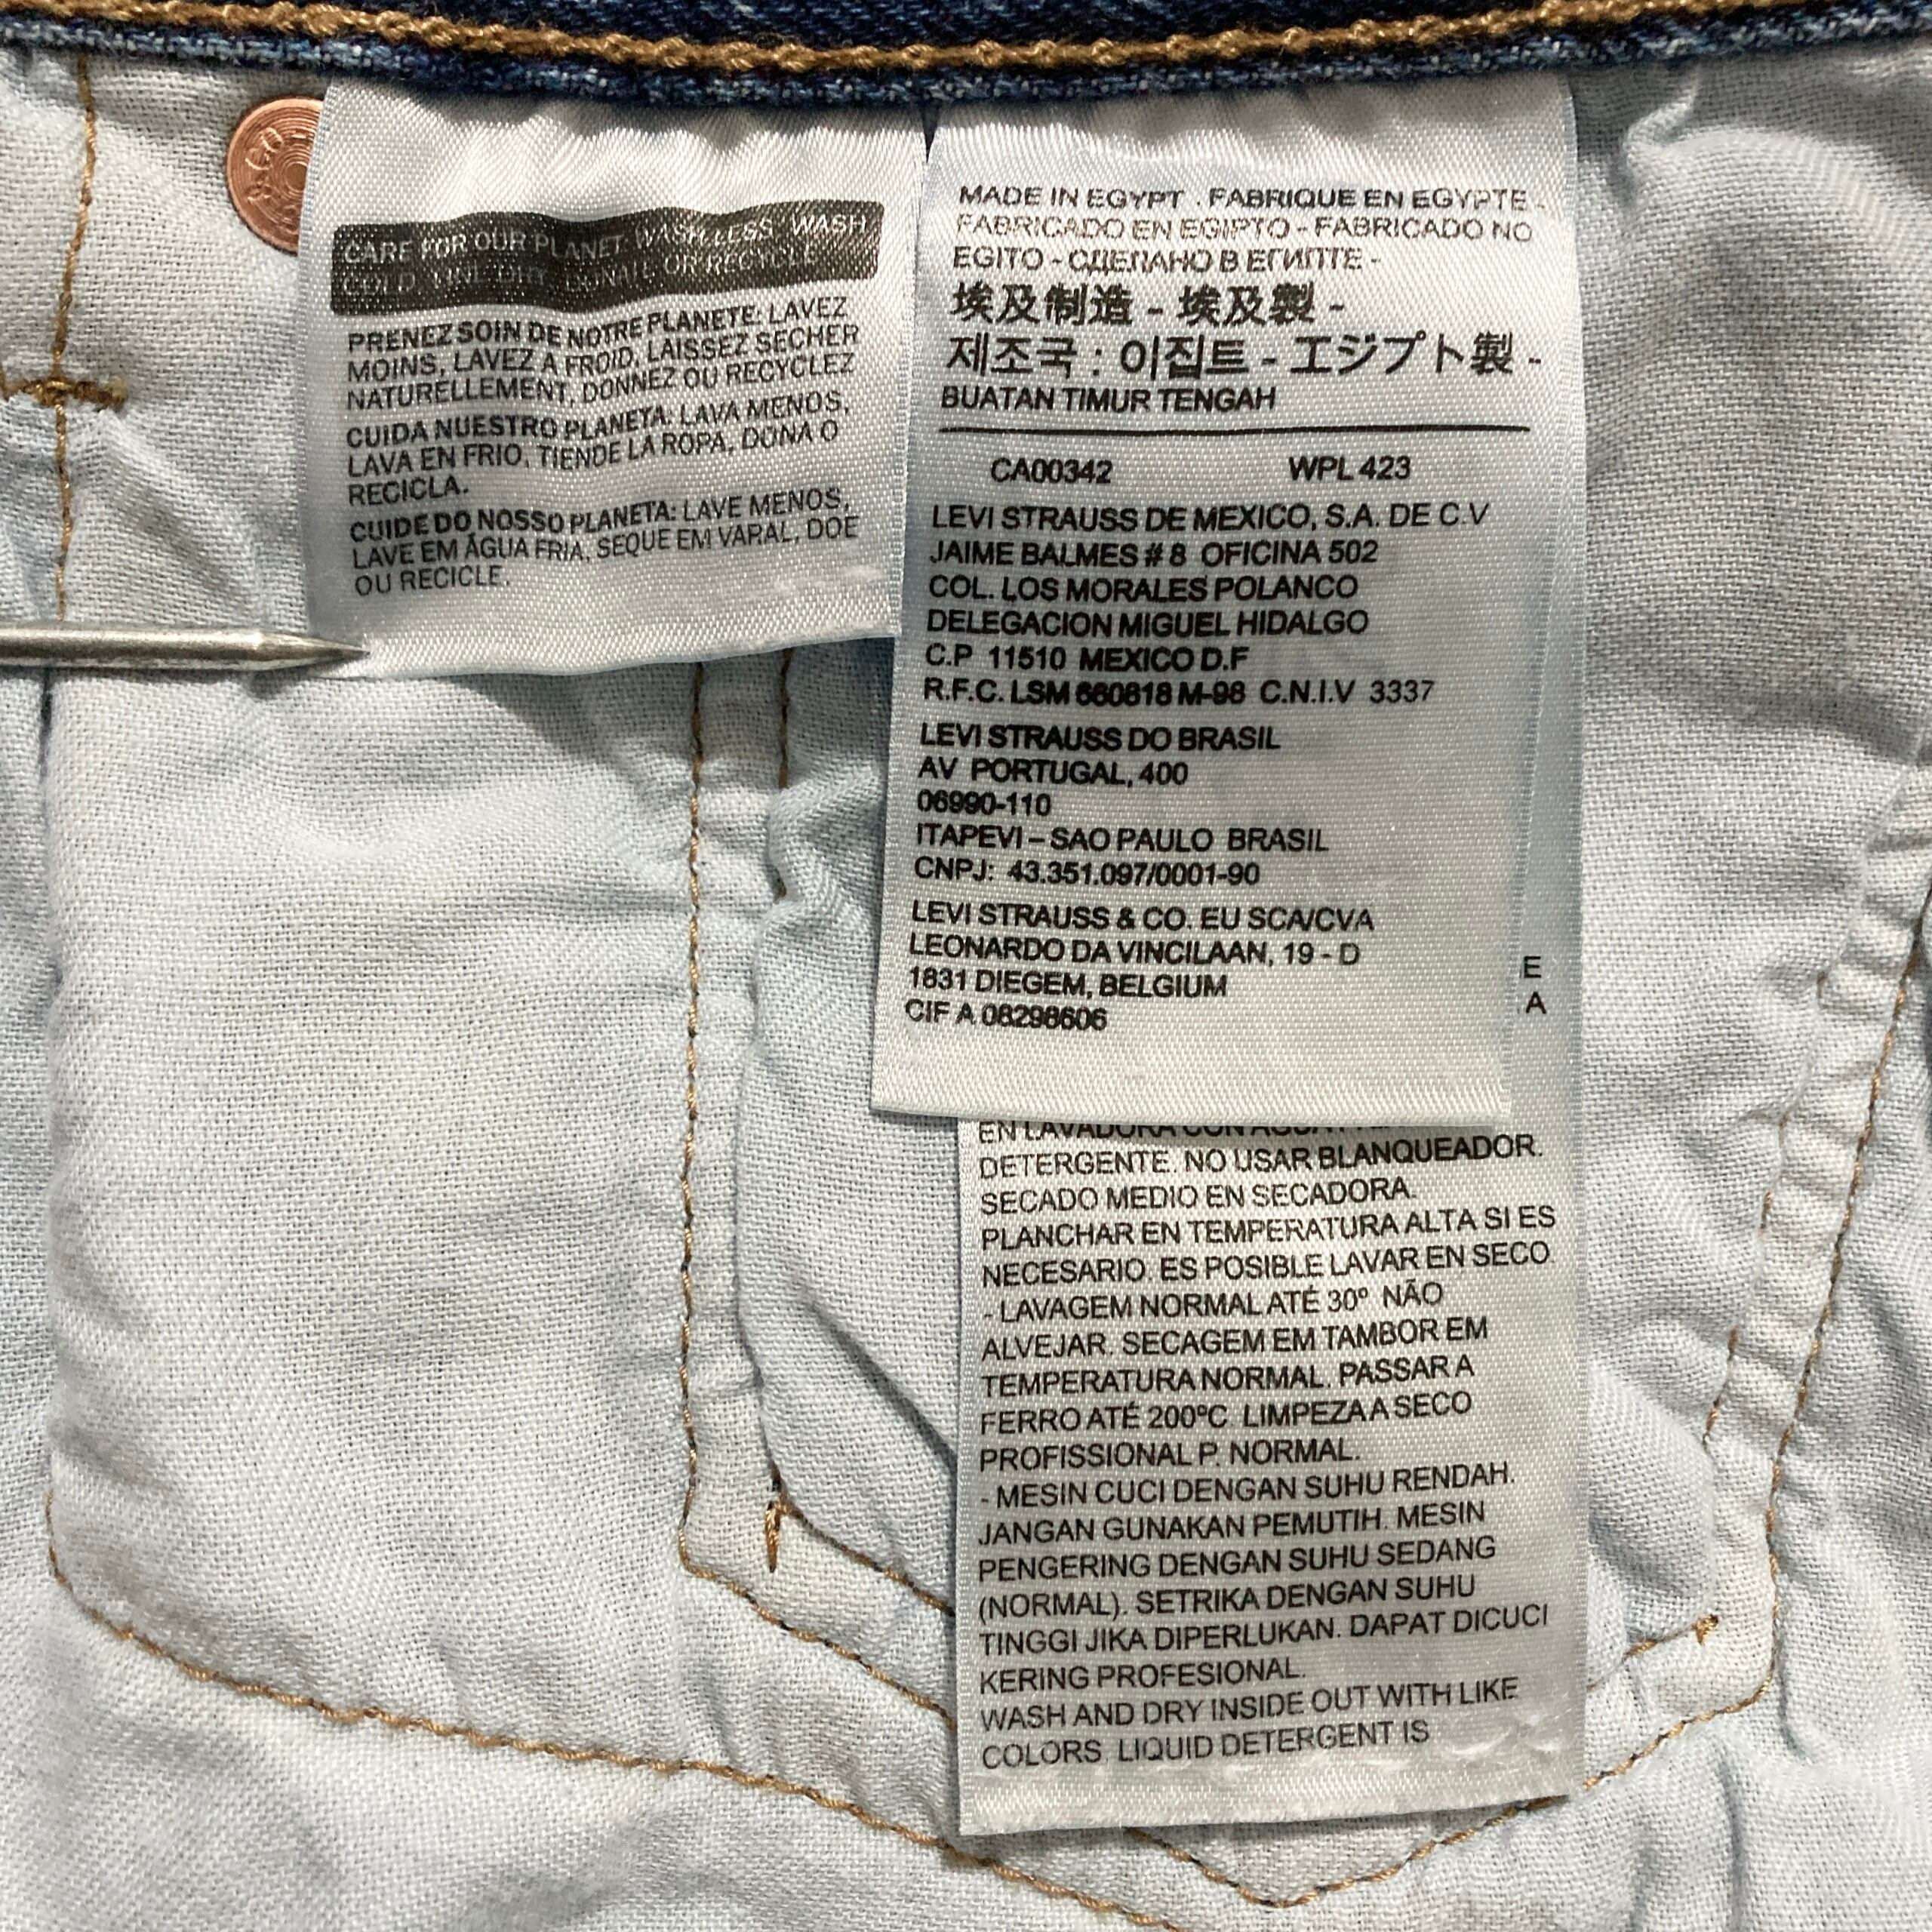 CARE FOR OUR PLANET: WASH LESS, WASH
COLD, LINE DRY, DONATE OR RECYCLE
PRENEZ SOIN DE NOTRE PLANETE: LAVEZ
MOINS, LAVEZ A FROID, LAISSEZ SECHER
NATURELLEMENT, DONNEZ OU RECYCLEZ
CUIDA NUESTRO PLANETA: LAVA MENOS,
LAVA EN FRIO, TIENDE LA ROPA, DONA O
RECICLA.
CUIDE DO NOSSO PLANETA: LAVE MENOS,
LAVE EM ÁGUA FRIA, SEQUE EM VARAL, DOE
OU RECICLE.
MADE IN EGYPT . FABRIQUE EN EGYPTE -
FABRICADO EN EGIPTO - FABRICADO NO
EGITO - СДЕЛАНО В ЕГИПТЕ -
埃及制造 - 埃及製 -
제조국 : 이집트 - エジプト製 -
BUATAN TIMUR TENGAH
CA00342 WPL 423
LEVI STRAUSS DE MEXICO, S.A. DE C.V
JAIME BALMES # 8 OFICINA 502
COL. LOS MORALES POLANCO
DELEGACION MIGUEL HIDALGO
C.P 11510 MEXICO D.F
R.F.C. LSM 660818 M-98 C.N.I.V 3337
LEVI STRAUSS DO BRASIL
AV PORTUGAL, 400
06990-110
ITAPEVI – SAO PAULO BRASIL
CNPJ: 43.351.097/0001-90
LEVI STRAUSS & CO. EU SCA/CVA
LEONARDO DA VINCILAAN, 19 - D
1831 DIEGEM, BELGIUM
CIF A 08298606
E
A
EN LAVADORA CON
DETERGENTE. NO USAR BLANQUEADOR.
SECADO MEDIO EN SECADORA.
PLANCHAR EN TEMPERATURA ALTA SI ES
NECESARIO. ES POSIBLE LAVAR EN SECO
- LAVAGEM NORMAL ATÉ 30º NÃO
ALVEJAR. SECAGEM EM TAMBOR EM
TEMPERATURA NORMAL. PASSAR A
FERRO ATÉ 200ºC LIMPEZA A SECO
PROFISSIONAL P. NORMAL.
- MESIN CUCI DENGAN SUHU RENDAH.
JANGAN GUNAKAN PEMUTIH. MESIN
PENGERING DENGAN SUHU SEDANG
(NORMAL). SETRIKA DENGAN SUHU
TINGGI JIKA DIPERLUKAN. DAPAT DICUCI
KERING PROFESIONAL.
WASH AND DRY INSIDE OUT WITH LIKE
COLORS. LIQUID DETERGENT IS